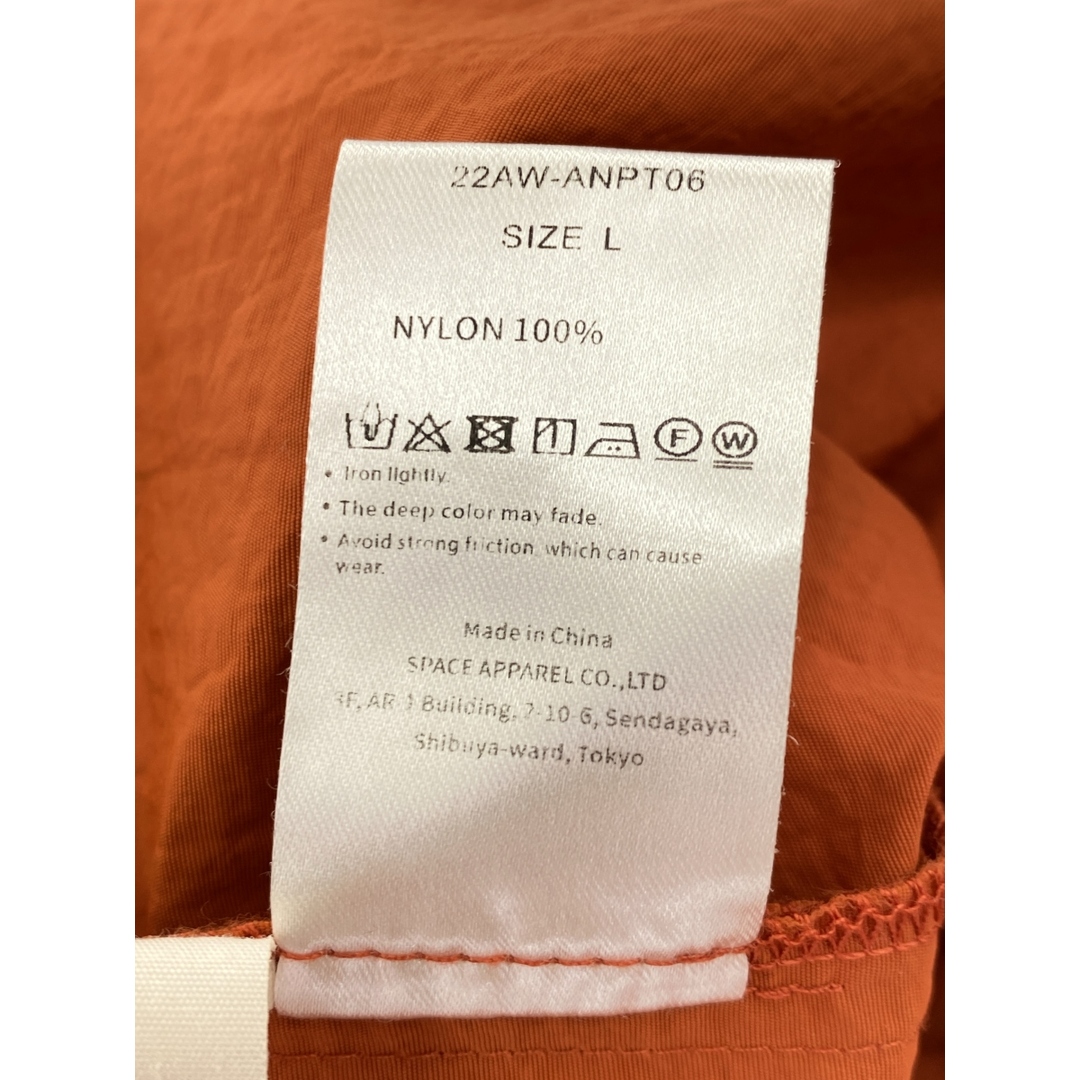 22AW-ANPT06
SIZE L
NYLON 100%
F W
• Iron lightly.
• The deep color may fade.
• Avoid strong friction which can cause
wear.
Made in China
SPACE APPAREL CO.,LTD
Building, 2-10-6, Sendagaya,
Shibuya-ward, Tokyo